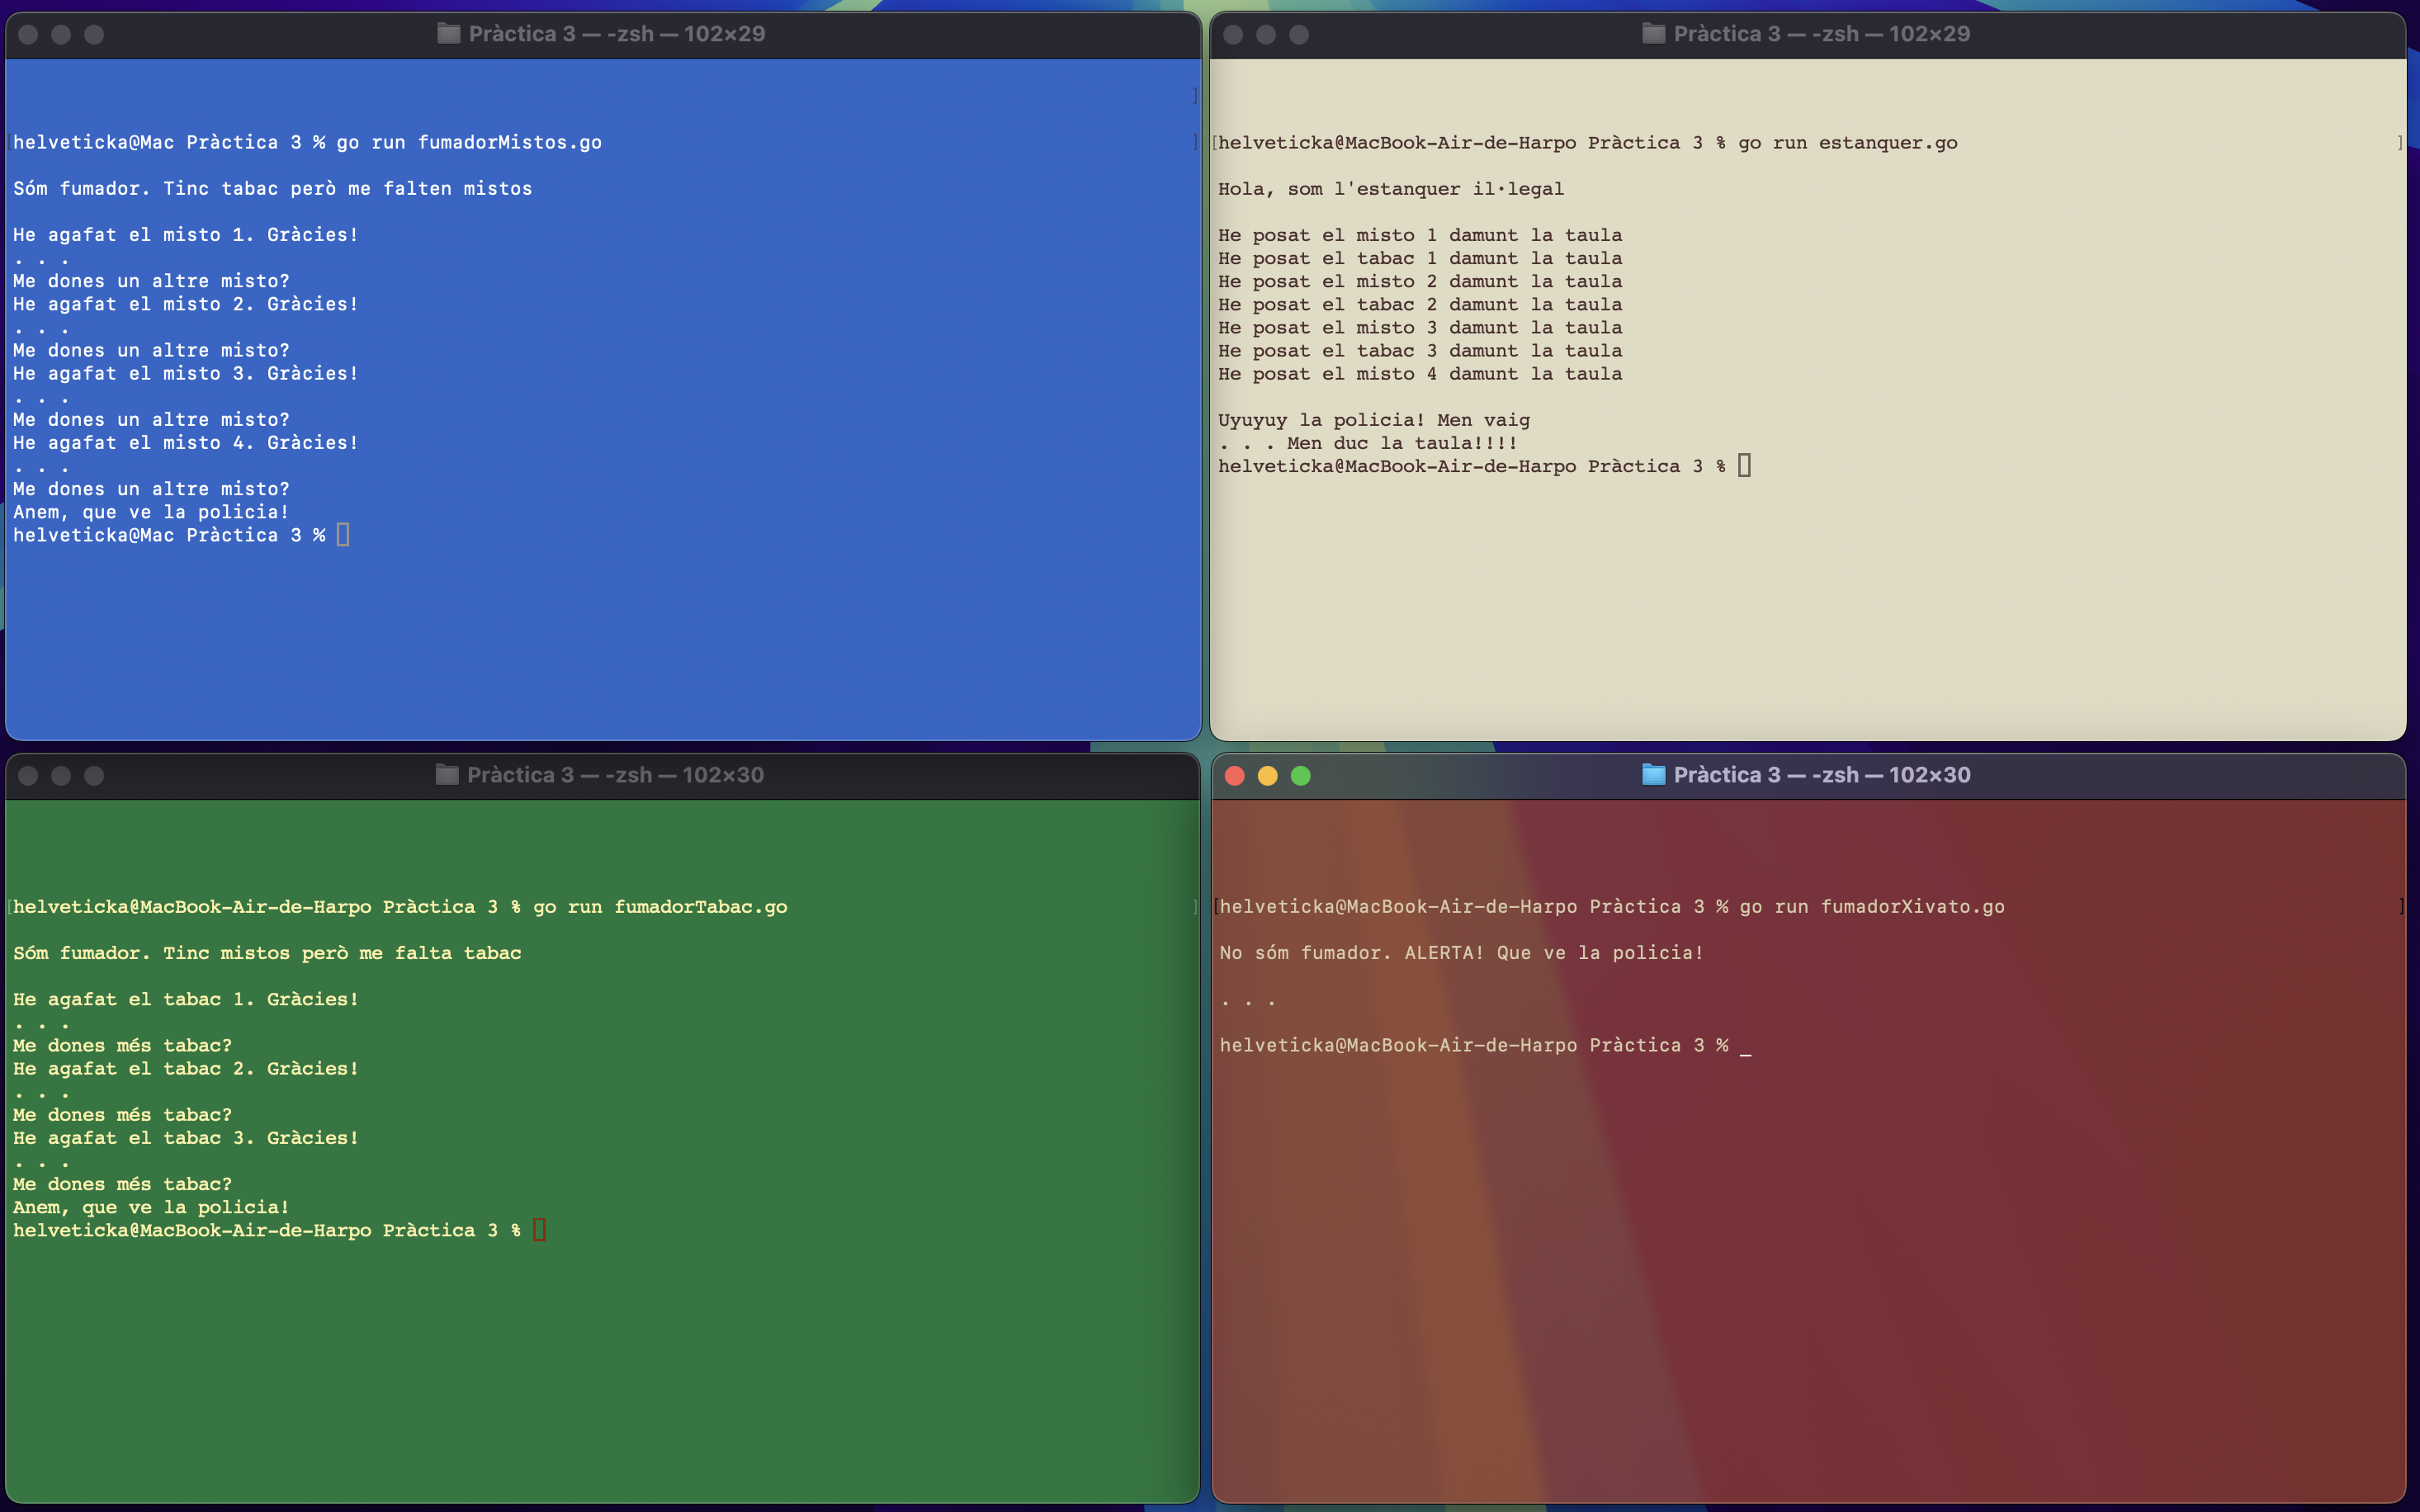 Pràctica 3 — -zsh — 102×29
[helveticka@Mac Pràctica 3 % go run fumadorMistos.go ]
Sóm fumador. Tinc tabac però me falten mistos
He agafat el misto 1. Gràcies!
. . .
Me dones un altre misto?
He agafat el misto 2. Gràcies!
. . .
Me dones un altre misto?
He agafat el misto 3. Gràcies!
. . .
Me dones un altre misto?
He agafat el misto 4. Gràcies!
. . .
Me dones un altre misto?
Anem, que ve la policia!
helveticka@Mac Pràctica 3 %
Pràctica 3 — -zsh — 102×29
[helveticka@MacBook-Air-de-Harpo Pràctica 3 % go run estanquer.go ]
Hola, som l'estanquer il·legal
He posat el misto 1 damunt la taula
He posat el tabac 1 damunt la taula
He posat el misto 2 damunt la taula
He posat el tabac 2 damunt la taula
He posat el misto 3 damunt la taula
He posat el tabac 3 damunt la taula
He posat el misto 4 damunt la taula
Uyuyuy la policia! Men vaig
. . . Men duc la taula!!!!
helveticka@MacBook-Air-de-Harpo Pràctica 3 %
Pràctica 3 — -zsh — 102×30
[helveticka@MacBook-Air-de-Harpo Pràctica 3 % go run fumadorTabac.go ]
Sóm fumador. Tinc mistos però me falta tabac
He agafat el tabac 1. Gràcies!
. . .
Me dones més tabac?
He agafat el tabac 2. Gràcies!
. . .
Me dones més tabac?
He agafat el tabac 3. Gràcies!
. . .
Me dones més tabac?
Anem, que ve la policia!
helveticka@MacBook-Air-de-Harpo Pràctica 3 %
Pràctica 3 — -zsh — 102×30
[helveticka@MacBook-Air-de-Harpo Pràctica 3 % go run fumadorXivato.go ]
No sóm fumador. ALERTA! Que ve la policia!
. . .
helveticka@MacBook-Air-de-Harpo Pràctica 3 % _